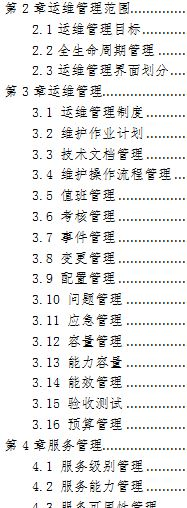 第 2 章运维管理范围............
2.1 运维管理目标............
2.2 全生命周期管理............
2.3 运维管理界面划分............
第 3 章运维管理............
3.1 运维管理制度............
3.2 维护作业计划............
3.3 技术文档管理............
3.4 维护操作流程管理............
3.5 值班管理............
3.6 考核管理............
3.7 事件管理............
3.8 变更管理............
3.9 配置管理............
3.10 问题管理............
3.11 应急管理............
3.12 容量管理............
3.13 能力容量............
3.14 能效管理............
3.15 验收测试............
3.16 预算管理............
第 4 章服务管理............
4.1 服务级别管理............
4.2 服务能力管理............
4.3 服务可用性管理............